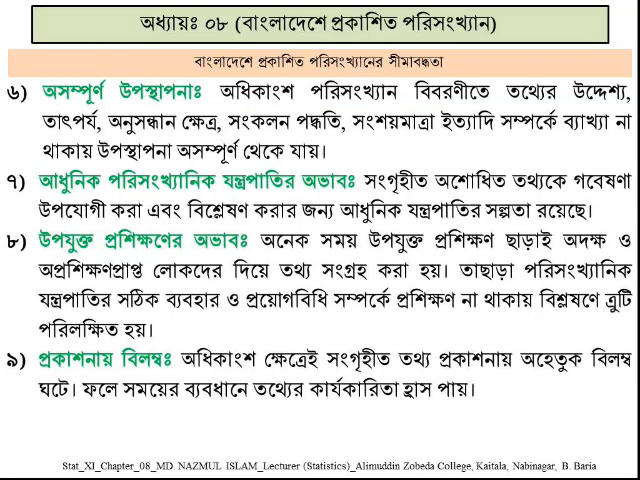 অধ্যায়ঃ ০৮ (বাংলাদেশে প্রকাশিত পরিসংখ্যান)
বাংলাদেশে প্রকাশিত পরিসংখ্যানের সীমাবদ্ধতা
৬) অসম্পূর্ণ উপস্থাপনাঃ অধিকাংশ পরিসংখ্যান বিবরণীতে তথ্যের উদ্দেশ্য,
তাৎপর্য, অনুসন্ধান ক্ষেত্র, সংকলন পদ্ধতি, সংশয়মাত্রা ইত্যাদি সম্পর্কে ব্যাখ্যা না
থাকায় উপস্থাপনা অসম্পূর্ণ থেকে যায়।
৭) আধুনিক পরিসংখ্যানিক যন্ত্রপাতির অভাবঃ সংগৃহীত অশোধিত তথ্যকে গবেষণা
উপযোগী করা এবং বিশ্লেষণ করার জন্য আধুনিক যন্ত্রপাতির সল্পতা রয়েছে।
৮) উপযুক্ত প্রশিক্ষণের অভাবঃ অনেক সময় উপযুক্ত প্রশিক্ষণ ছাড়াই অদক্ষ ও
অপ্রশিক্ষণপ্রাপ্ত লোকদের দিয়ে তথ্য সংগ্রহ করা হয়। তাছাড়া পরিসংখ্যানিক
যন্ত্রপাতির সঠিক ব্যবহার ও প্রয়োগবিধি সম্পর্কে প্রশিক্ষণ না থাকায় বিশ্লষণে ত্রুটি
পরিলক্ষিত হয়।
৯) প্রকাশনায় বিলম্বঃ অধিকাংশ ক্ষেত্রেই সংগৃহীত তথ্য প্রকাশনায় অহেতুক বিলম্ব
ঘটে। ফলে সময়ের ব্যবধানে তথ্যের কার্যকারিতা হ্রাস পায়।
Stat_XI_Chapter_08_MD. NAZMUL ISLAM_Lecturer (Statistics)_Alimuddin Zobeda College, Kaitala, Nabinagar, B. Baria